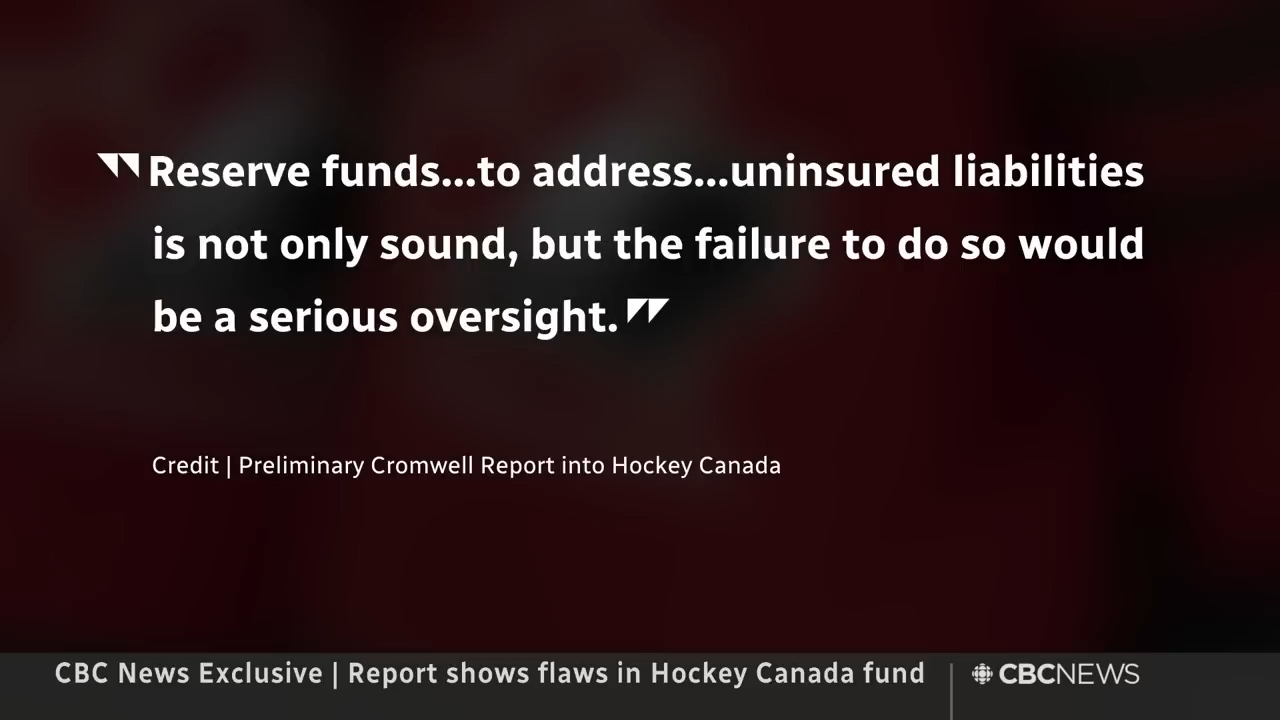 "Reserve funds...to address...uninsured liabilities
is not only sound, but the failure to do so would
be a serious oversight."
Credit | Preliminary Cromwell Report into Hockey Canada
CBC News Exclusive | Report shows flaws in Hockey Canada fund
CBCNEWS